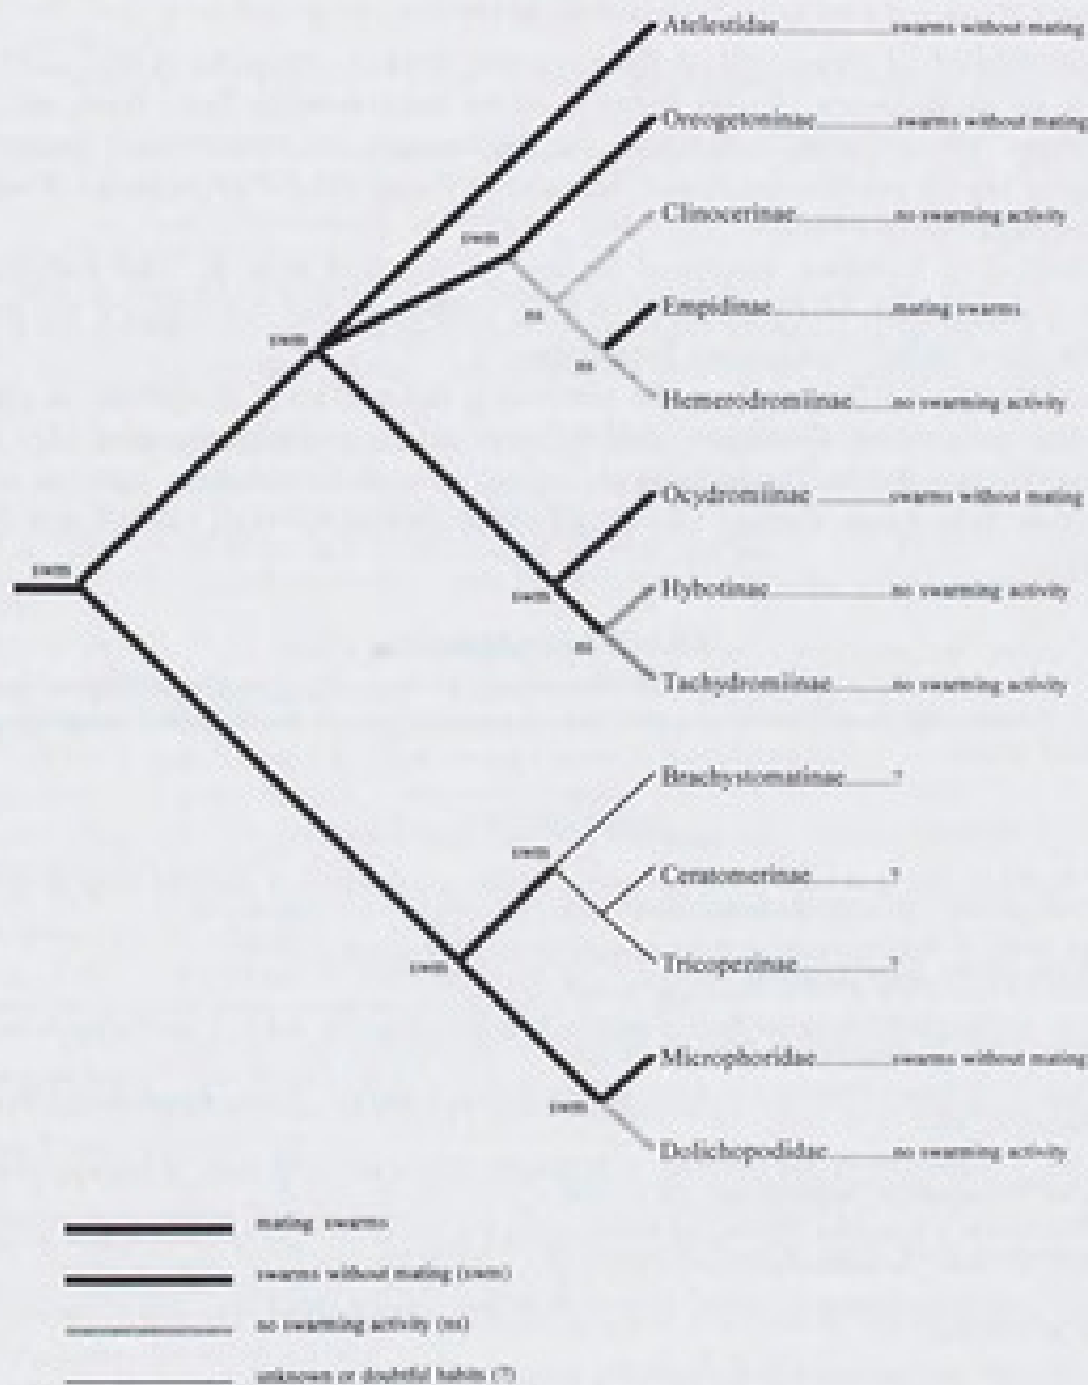 Atelestidae swarms without mating
Oreogetoninae swarms without mating
Clinocerinae no swarming activity
swm
Empidinae mating swarms
ns
swm
ns
Hemerodromiinae no swarming activity
Ocydromiinae swarms without mating
swm
Hybotinae no swarming activity
swm
ns
Tachydromiinae no swarming activity
Brachystomatinae ?
swm
Ceratomerinae ?
Tricoperinae ?
swm
Microphoridae swarms without mating
swm
Dolichopodidae no swarming activity
mating swarms
swarms without mating (swm)
no swarming activity (ns)
unknown or doubtful habits (?)